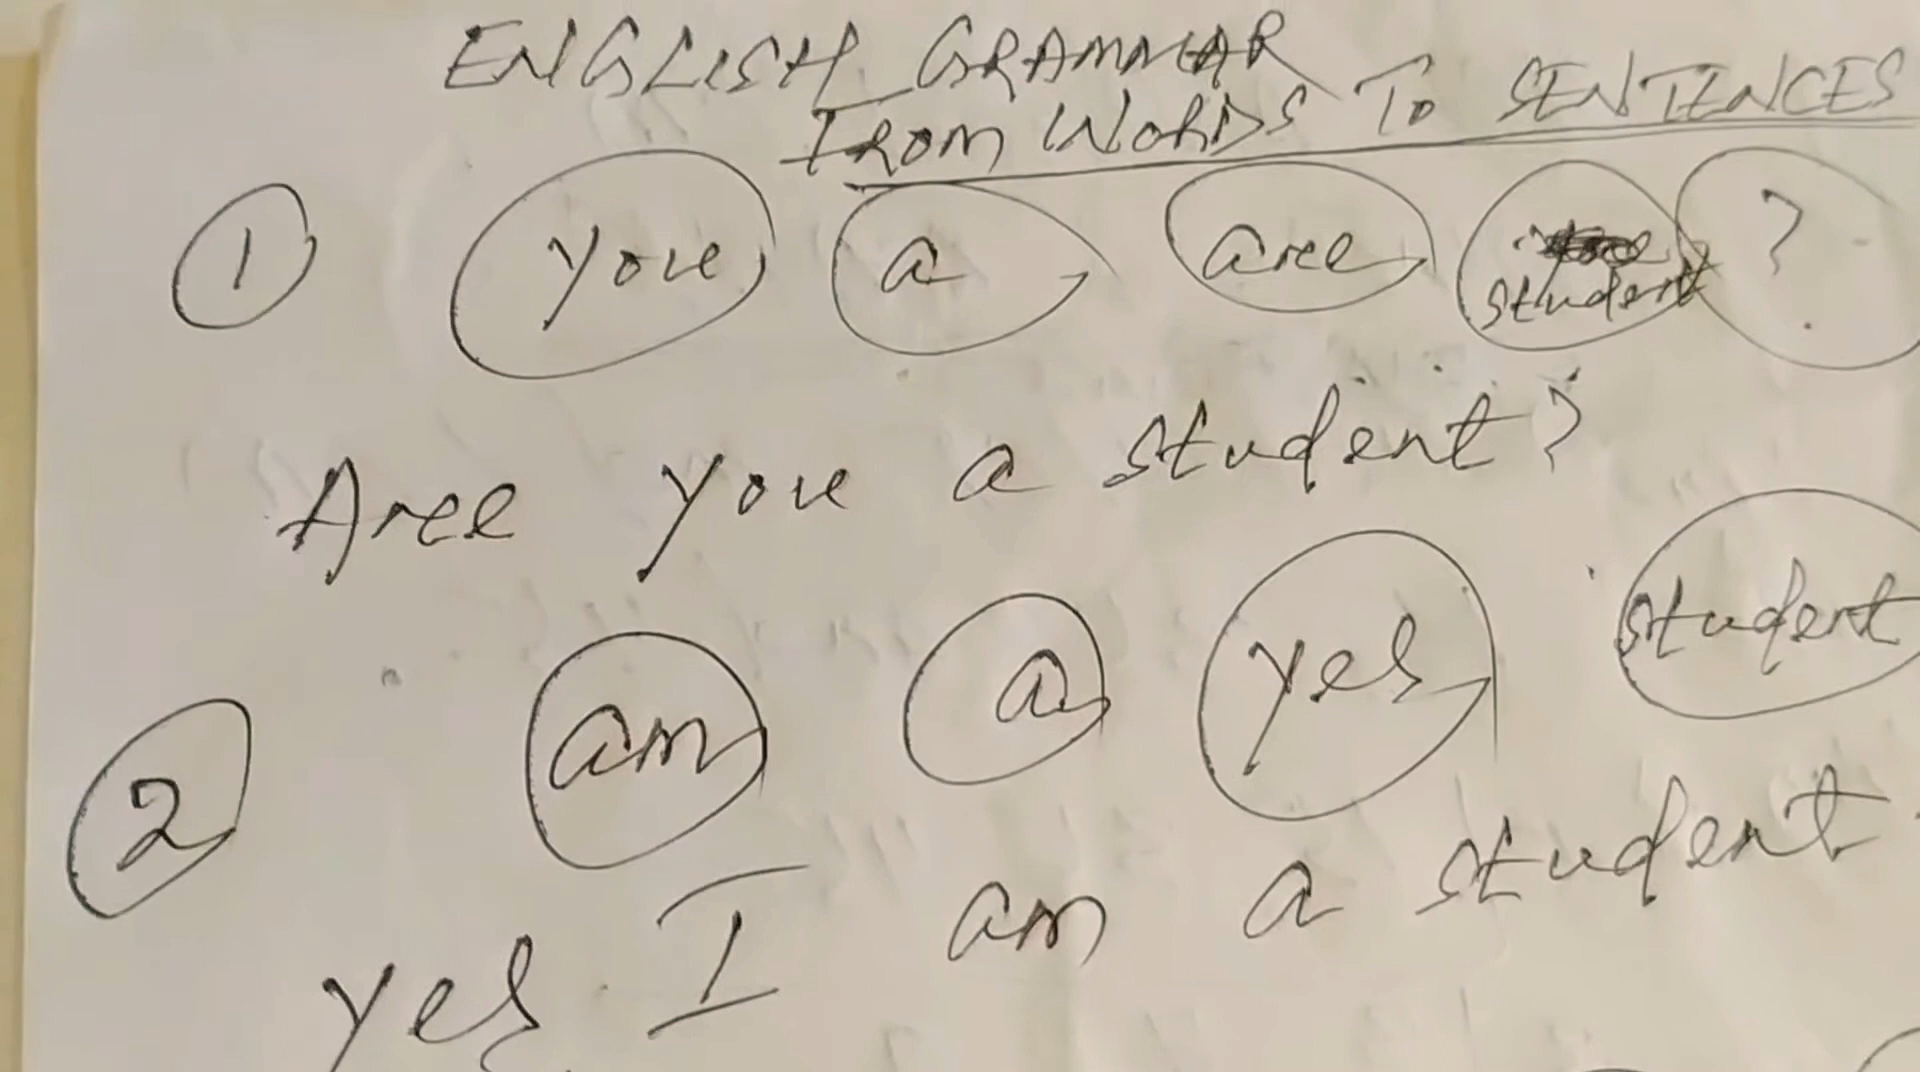 ENGLISH GRAMMAR
FROM WORDS TO SENTENCES
1 you a are student ?
Are you a student?
2 am a yes student
yes, I am a student.